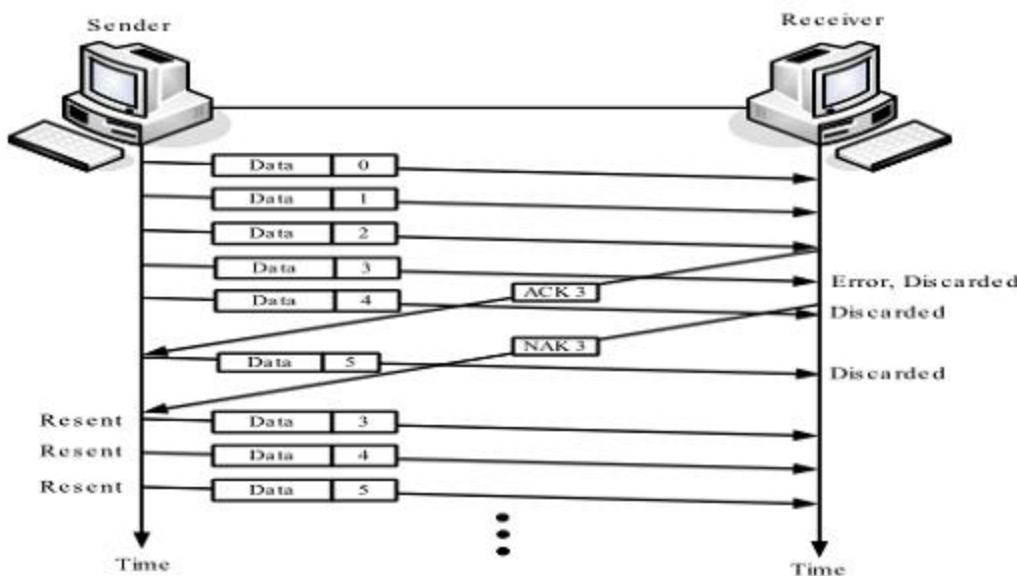 Sender
Receiver
Data 0
Data 1
Data 2
Data 3
Error, Discarded
ACK 3
Data 4
Discarded
NAK 3
Data 5
Discarded
Resent
Data 3
Resent
Data 4
Resent
Data 5
Time
Time